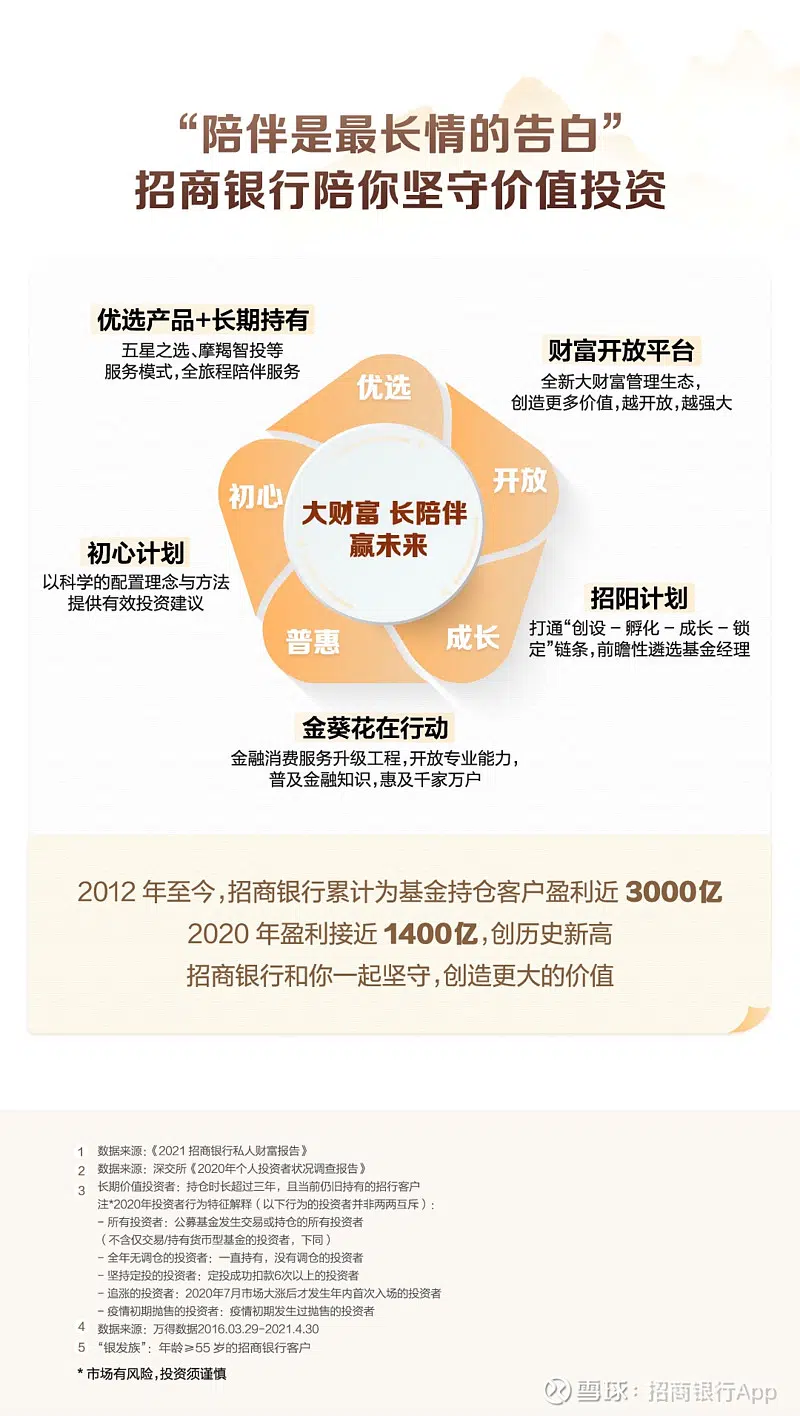 “陪伴是最长情的告白”
招商银行陪你坚守价值投资
优选产品+长期持有
五星之选、摩羯智投等
服务模式，全旅程陪伴服务
财富开放平台
全新大财富管理生态，
创造更多价值，越开放，越强大
优选
开放
初心
大财富 长陪伴
赢未来
初心计划
以科学的配置理念与方法
提供有效投资建议
招阳计划
打通“创设－孵化－成长－锁
定”链条，前瞻性遴选基金经理
普惠
成长
金葵花在行动
金融消费服务升级工程，开放专业能力，
普及金融知识，惠及千家万户
2012 年至今，招商银行累计为基金持仓客户盈利近 3000亿
2020 年盈利接近 1400亿，创历史新高
招商银行和你一起坚守，创造更大的价值
1 数据来源：《2021 招商银行私人财富报告》
2 数据来源：深交所《2020年个人投资者状况调查报告》
3 长期价值投资者：持仓时长超过三年，且当前仍旧持有的招行客户
注*2020年投资者行为特征解释（以下行为的投资者并非两两互斥）：
- 所有投资者：公募基金发生交易或持仓的所有投资者
（不含仅交易/持有货币型基金的投资者，下同）
- 全年无调仓的投资者：一直持有，没有调仓的投资者
- 坚持定投的投资者：定投成功扣款6次以上的投资者
- 追涨的投资者：2020年7月市场大涨后才发生年内首次入场的投资者
- 疫情初期抛售的投资者：疫情初期发生过抛售的投资者
4 数据来源：万得数据2016.03.29-2021.4.30
5 “银发族”：年龄≥55 岁的招商银行客户
* 市场有风险，投资须谨慎
雪球：招商银行App